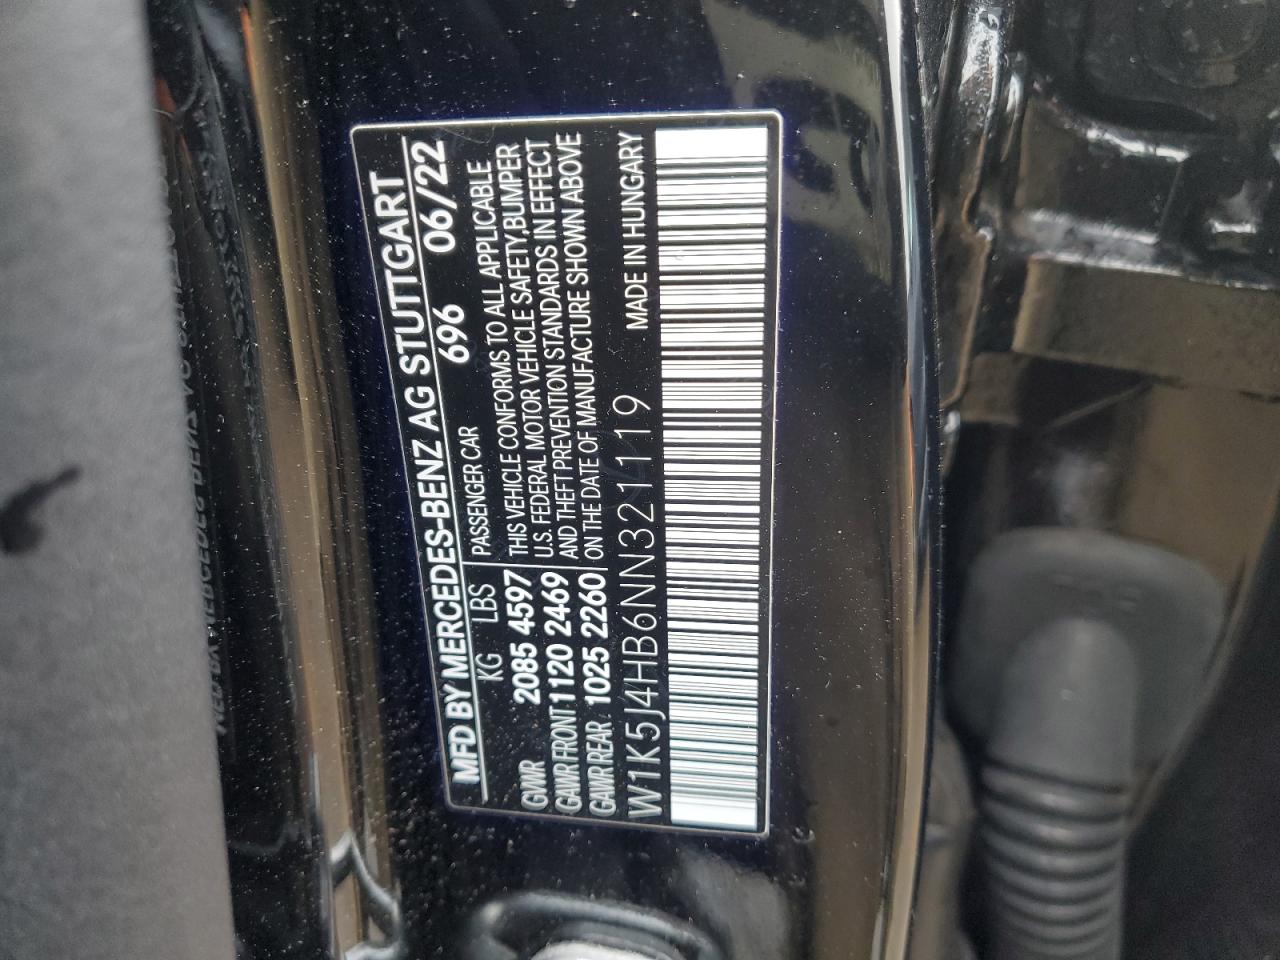 MFD BY MERCEDES-BENZ AG STUTTGART
KG LBS 696 06/22
GVWR 2085 4597
GAWR FRONT 1120 2469
GAWR REAR 1025 2260
PASSENGER CAR
THIS VEHICLE CONFORMS TO ALL APPLICABLE
U.S. FEDERAL MOTOR VEHICLE SAFETY,BUMPER
AND THEFT PREVENTION STANDARDS IN EFFECT
ON THE DATE OF MANUFACTURE SHOWN ABOVE
W1K5J4HB6NN321119 MADE IN HUNGARY